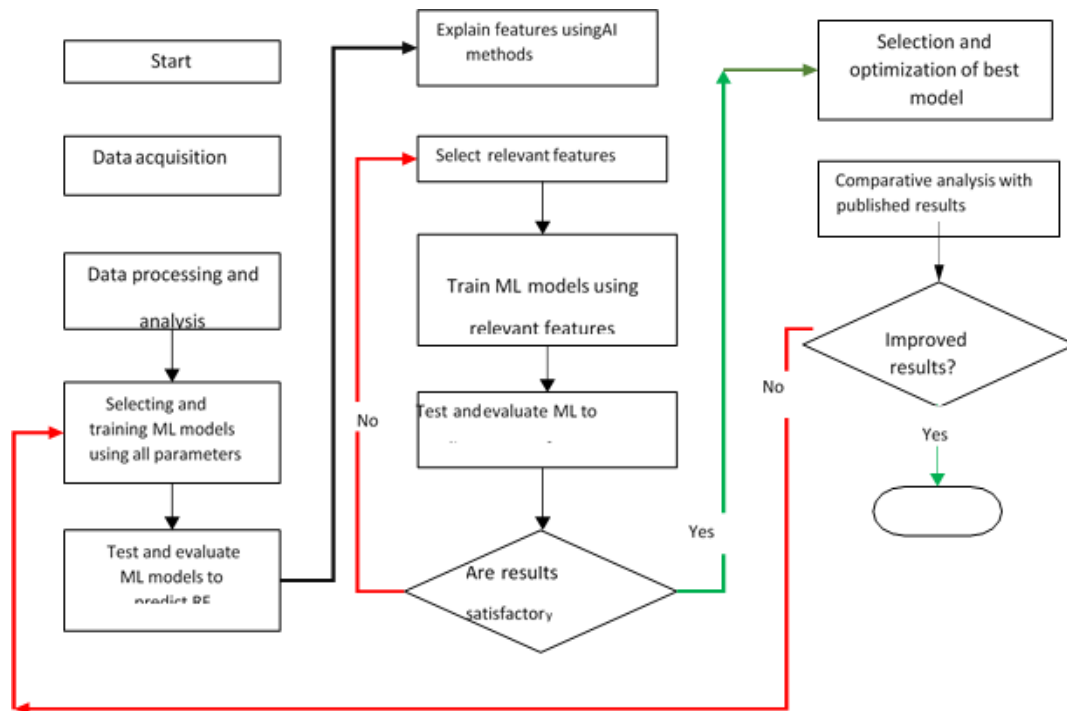 Start
Data acquisition
Data processing and
analysis
Selecting and
training ML models
using all parameters
Test and evaluate
ML models to
predict
Explain features usingAI
methods
Select relevant features
Train ML models using
relevant features
Test and evaluate ML to
No
Are results
satisfactory
Yes
Selection and
optimization of best
model
Comparative analysis with
published results
Improved
results?
No
Yes